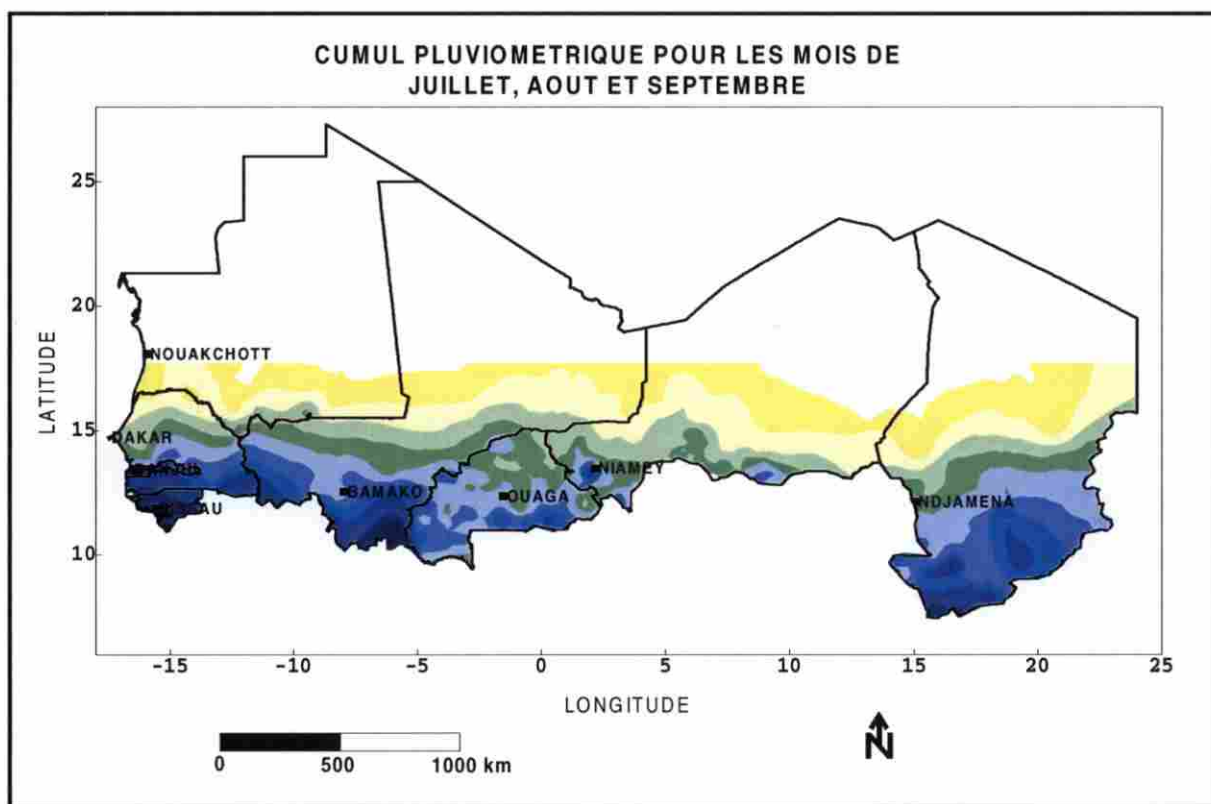 CUMUL PLUVIOMETRIQUE POUR LES MOIS DE
JUILLET, AOUT ET SEPTEMBRE
LATITUDE
25
20
15
10
NOUAKCHOTT
DAKAR
BAMAKO
OUAGA
NIAMEY
NDJAMENA
-15
-10
-5
0
5
10
15
20
25
LONGITUDE
0
500
1000 km
N